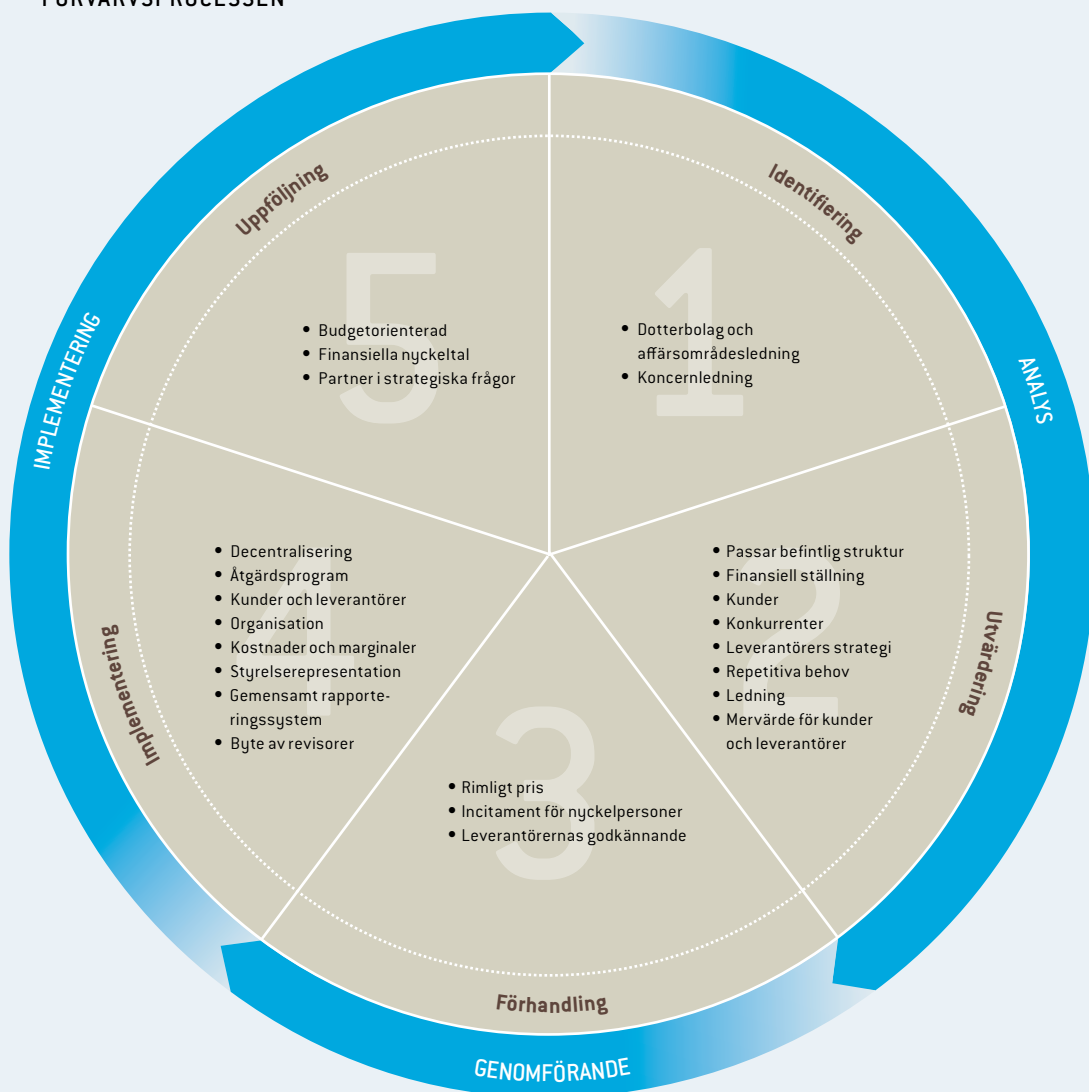 FÖRVÄRVSPROCESSEN
ANALYS
GENOMFÖRANDE
IMPLEMENTERING
1
Identifiering
• Dotterbolag och
affärsområdesledning
• Koncernledning
2
Utvärdering
• Passar befintlig struktur
• Finansiell ställning
• Kunder
• Konkurrenter
• Leverantörers strategi
• Repetitiva behov
• Ledning
• Mervärde för kunder
och leverantörer
3
Förhandling
• Rimligt pris
• Incitament för nyckelpersoner
• Leverantörernas godkännande
4
Implementering
• Decentralisering
• Åtgärdsprogram
• Kunder och leverantörer
• Organisation
• Kostnader och marginaler
• Styrelserepresentation
• Gemensamt rapporte-
ringssystem
• Byte av revisorer
5
Uppföljning
• Budgetorienterad
• Finansiella nyckeltal
• Partner i strategiska frågor